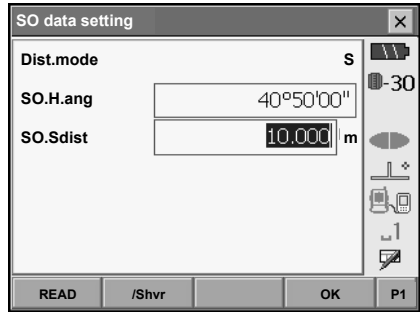 SO data setting
Dist.mode S
-30
SO.H.ang 40°50'00"
SO.Sdist 10.000 m
1
READ /Shvr OK P1